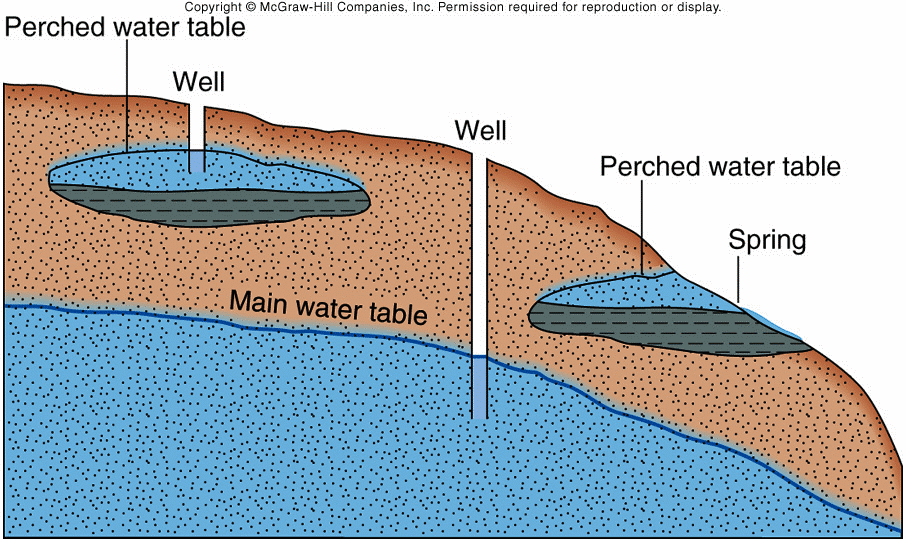 Copyright © McGraw-Hill Companies, Inc. Permission required for reproduction or display.
Perched water table
Well
Well
Perched water table
Spring
Main water table